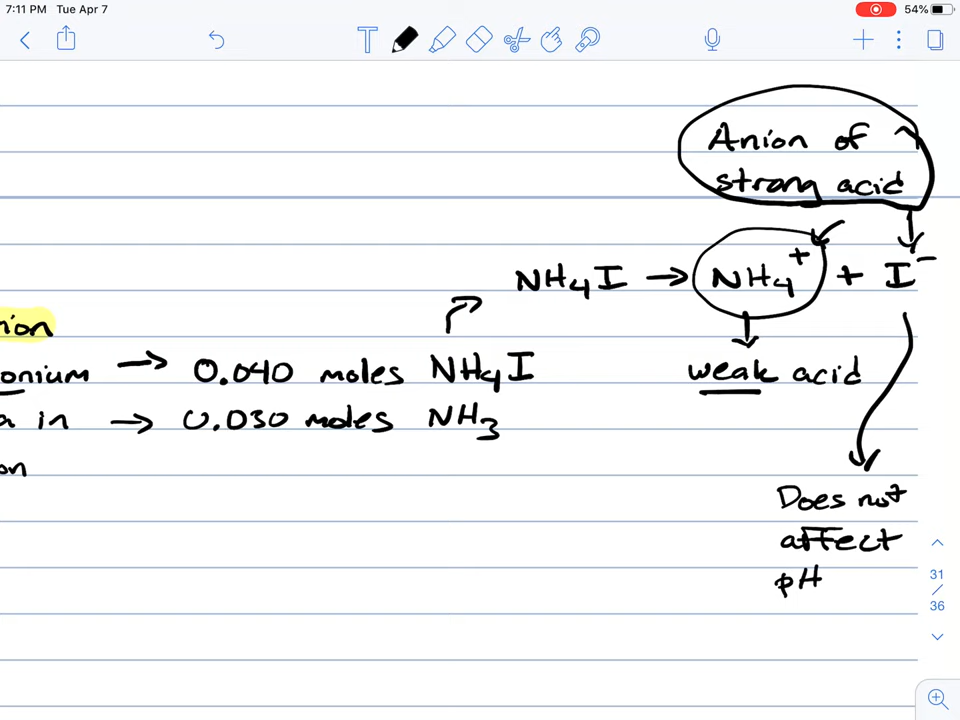 7:11 PM Tue Apr 7
54%
Anion of
strong acid
NH₄I → NH₄⁺ + I⁻
ion
onium → 0.040 moles NH₄I
weak acid
a in → 0.030 moles NH₃
on
Does not
affect
pH
31
/
36